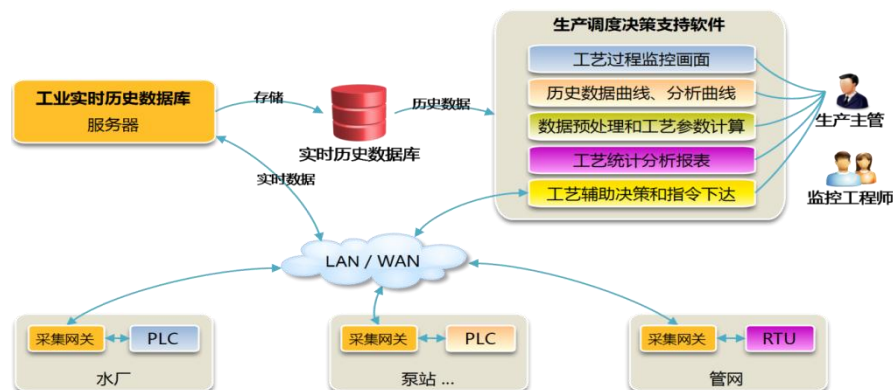 生产调度决策支持软件
工艺过程监控画面
工业实时历史数据库
服务器
存储
历史数据
历史数据曲线、分析曲线
生产主管
数据预处理和工艺参数计算
实时历史数据库
工艺统计分析报表
实时数据
工艺辅助决策和指令下达
监控工程师
LAN / WAN
采集网关
PLC
采集网关
PLC
采集网关
RTU
水厂
泵站 ...
管网